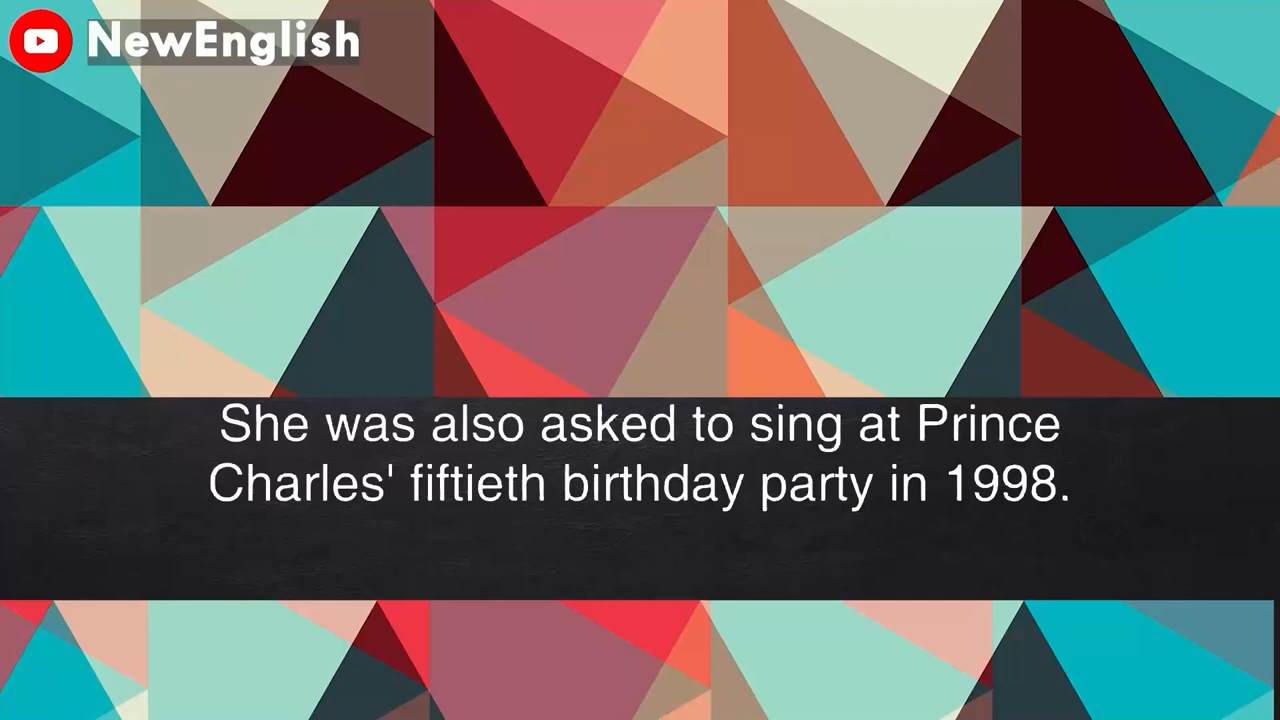 NewEnglish
She was also asked to sing at Prince
Charles' fiftieth birthday party in 1998.